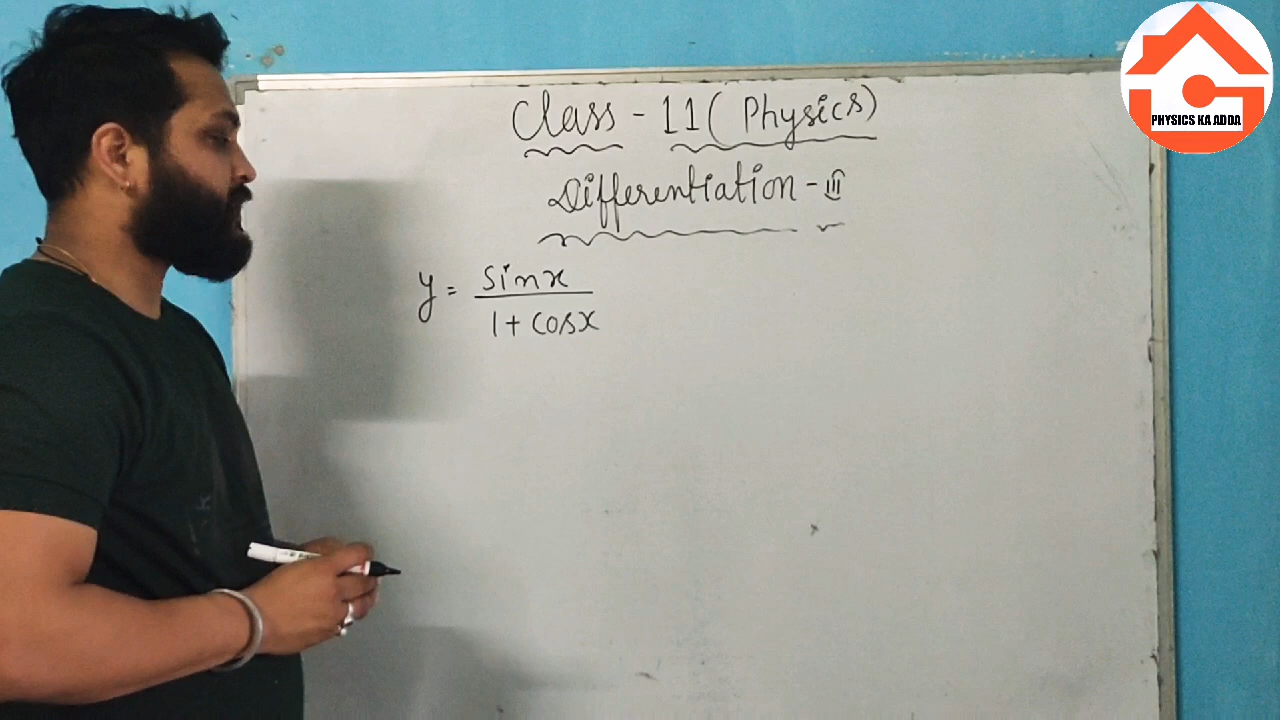 Class - 11 ( Physics)
Differentiation - III
y = sinx / 1 + cosx
PHYSICS KA ADDA